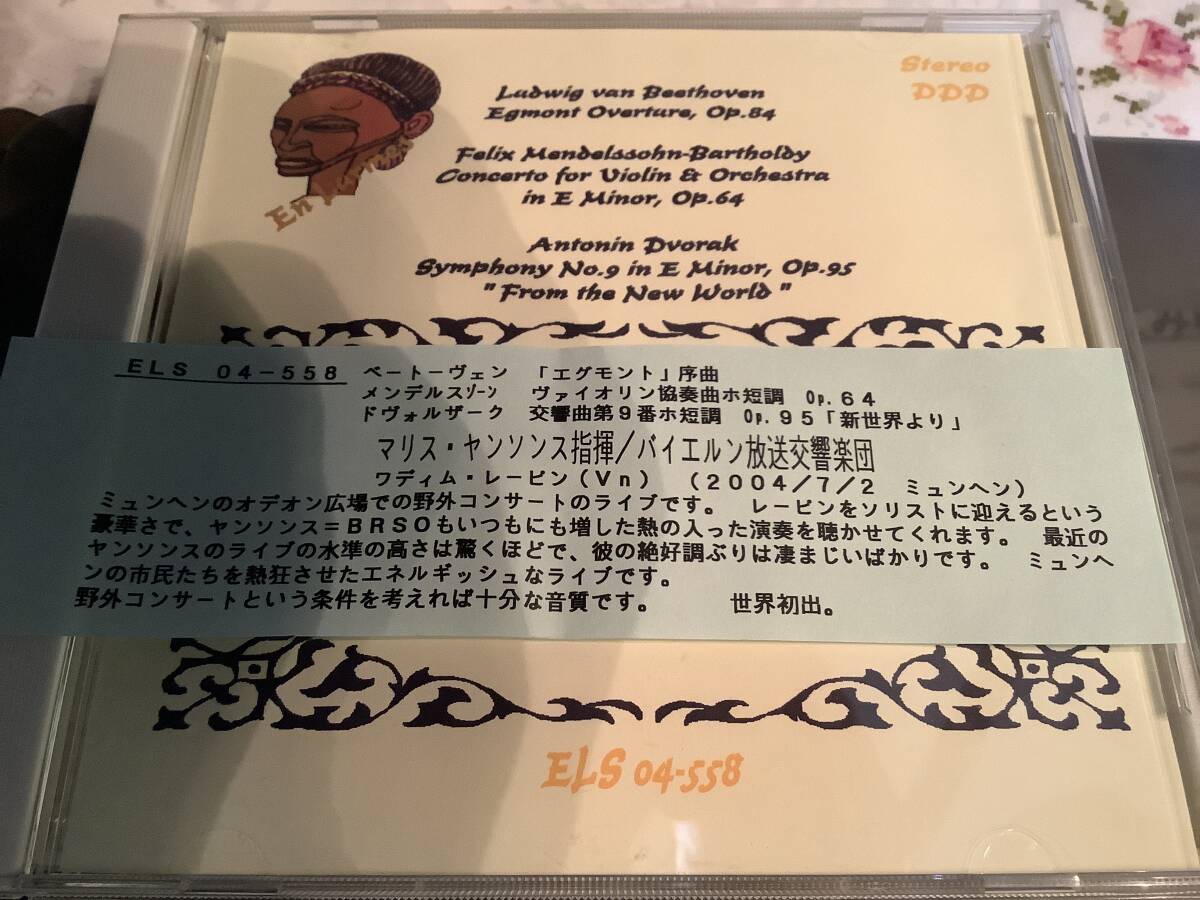 Stereo
DDD
Ludwig van Beethoven
Egmont Overture, Op.84
Felix Mendelssohn-Bartholdy
Concerto for Violin & Orchestra
in E Minor, Op.64
Antonin Dvorak
Symphony No.9 in E Minor, Op.95
"From the New World"
En
ELS 04-558 ベートーヴェン 「エグモント」序曲
メンデルスゾーン ヴァイオリン協奏曲ホ短調 Op.64
ドヴォルザーク 交響曲第9番ホ短調 Op.95「新世界より」
マリス・ヤンソンス指揮/バイエルン放送交響楽団
ワディム・レーピン(Vn) (2004/7/2 ミュンヘン)
ミュンヘンのオデオン広場での野外コンサートのライブです。 レーピンをソリストに迎えるという
豪華さで、ヤンソンス=BRSOもいつもにも増した熱の入った演奏を聴かせてくれます。 最近の
ヤンソンスのライブの水準の高さは驚くほどで、彼の絶好調ぶりは凄まじいばかりです。 ミュンヘ
ンの市民たちを熱狂させたエネルギッシュなライブです。
野外コンサートという条件を考えれば十分な音質です。 世界初出。
ELS 04-558